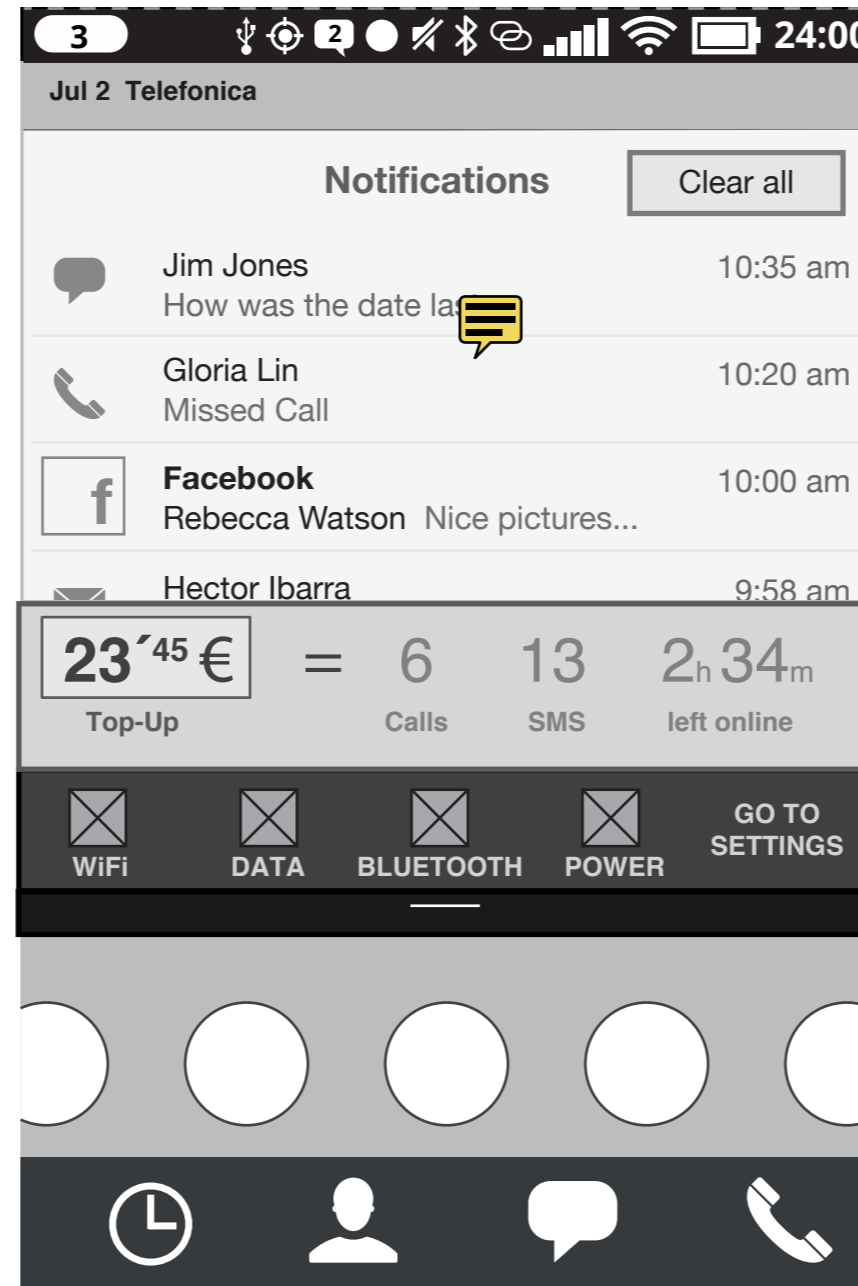 3 2 24:00
Jul 2 Telefonica
Notifications Clear all
Jim Jones 10:35 am
How was the date
Gloria Lin 10:20 am
Missed Call
f Facebook 10:00 am
Rebecca Watson Nice pictures...
Hector Ibarra 9:58 am
23´45 € = 6 13 2h 34m
Top-Up Calls SMS left online
WiFi DATA BLUETOOTH POWER GO TO SETTINGS